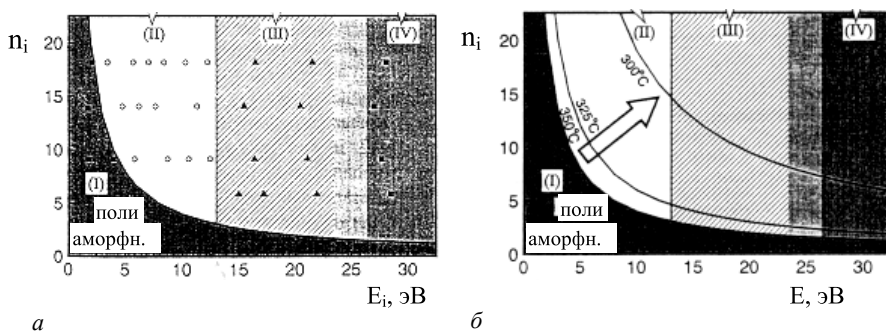 n_i
20
15
10
5
0
(II)
(III)
(IV)
(I)
поли
аморфн.
0 5 10 15 20 25 30
E_i, эВ
а
n_i
20
15
10
5
0
(II)
(III)
(IV)
300°C
325°C
350°C
(I)
поли
аморфн.
0 5 10 15 20 25 30
E, эВ
б